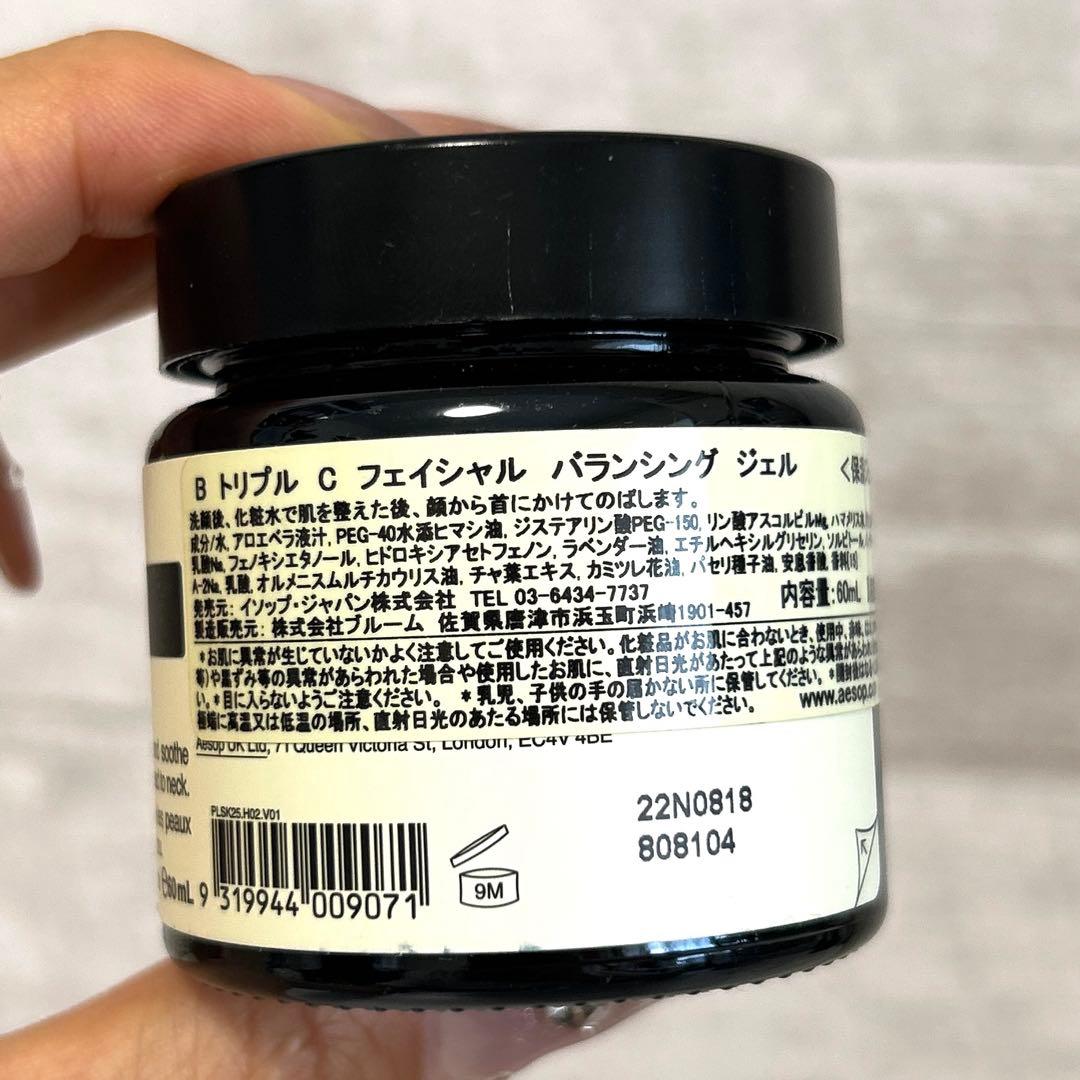 B トリプル C フェイシャル バランシング ジェル <保湿
洗顔後、化粧水で肌を整えた後、顔から首にかけてのばします。
成分/水, アロエベラ液汁, PEG-40水添ヒマシ油, ジステアリン酸PEG-150, リン酸アスコルビルMg, ハマメリス水,
乳酸Na, フェノキシエタノール, ヒドロキシアセトフェノン, ラベンダー油, エチルヘキシルグリセリン, ソルビトール,
A-2Na, 乳酸, オルメニスムルチカウリス油, チャ葉エキス, カミツレ花油, パセリ種子油, 安息香酸, 香料
発売元: イソップ・ジャパン株式会社 TEL 03-6434-7737 内容量:60mL
製造販売元: 株式会社ブルーム 佐賀県唐津市浜玉町浜崎1901-457
*お肌に異常が生じていないかよく注意してご使用ください。化粧品がお肌に合わないとき、使用中、赤味、
等)や黒ずみ等の異常があらわれた場合や使用したお肌に、直射日光があたって上記のような異常があらわれ
い。*目に入らないようご注意ください。 *乳児、子供の手の届かない所に保管してください。
極端に高温又は低温の場所、直射日光のあたる場所には保管しないでください。 www.aesop.co
Aesop UK Ltd, 71 Queen Victoria St, London, EC4V 4BE
soothe
to neck.
peaux
60mL
PLSK25.H02.V01
9 319944 009071
9M
22N0818
808104